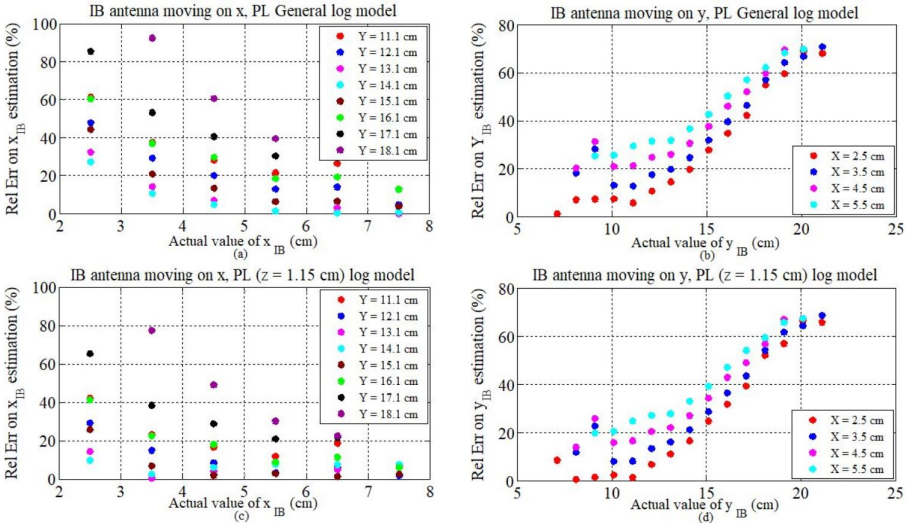 IB antenna moving on x, PL General log model
Rel Err on x IB estimation (%)
100
80
60
40
20
0
Y = 11.1 cm
Y = 12.1 cm
Y = 13.1 cm
Y = 14.1 cm
Y = 15.1 cm
Y = 16.1 cm
Y = 17.1 cm
Y = 18.1 cm
2 3 4 5 6 7 8
Actual value of x IB (cm)
(a)
IB antenna moving on y, PL General log model
Rel Err on Y IB estimation (%)
80
60
40
20
0
X = 2.5 cm
X = 3.5 cm
X = 4.5 cm
X = 5.5 cm
5 10 15 20 25
Actual value of y IB (cm)
(b)
IB antenna moving on x, PL (z = 1.15 cm) log model
Rel Err on x IB estimation (%)
100
80
60
40
20
0
Y = 11.1 cm
Y = 12.1 cm
Y = 13.1 cm
Y = 14.1 cm
Y = 15.1 cm
Y = 16.1 cm
Y = 17.1 cm
Y = 18.1 cm
2 3 4 5 6 7 8
Actual value of x IB (cm)
(c)
IB antenna moving on y, PL (z = 1.15 cm) log model
Rel Err on y IB estimation (%)
80
60
40
20
0
X = 2.5 cm
X = 3.5 cm
X = 4.5 cm
X = 5.5 cm
5 10 15 20 25
Actual value of y IB (cm)
(d)